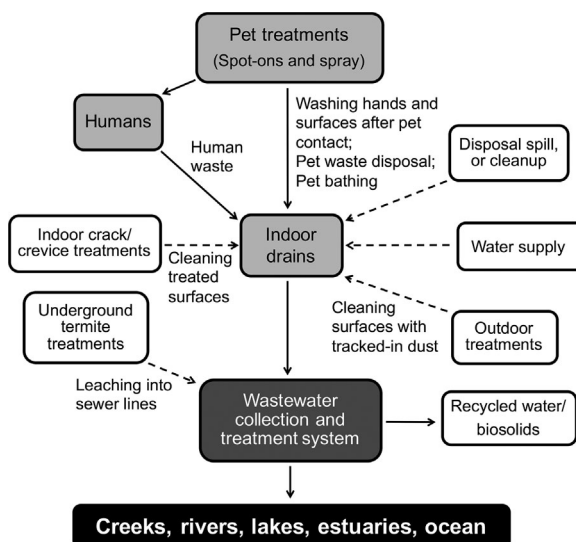 Pet treatments
(Spot-ons and spray)
Humans
Human
waste
Washing hands and
surfaces after pet
contact;
Pet waste disposal;
Pet bathing
Disposal spill,
or cleanup
Indoor crack/
crevice treatments
Cleaning
treated
surfaces
Indoor
drains
Water supply
Underground
termite
treatments
Cleaning
surfaces with
tracked-in dust
Outdoor
treatments
Leaching into
sewer lines
Wastewater
collection and
treatment system
Recycled water/
biosolids
Creeks, rivers, lakes, estuaries, ocean